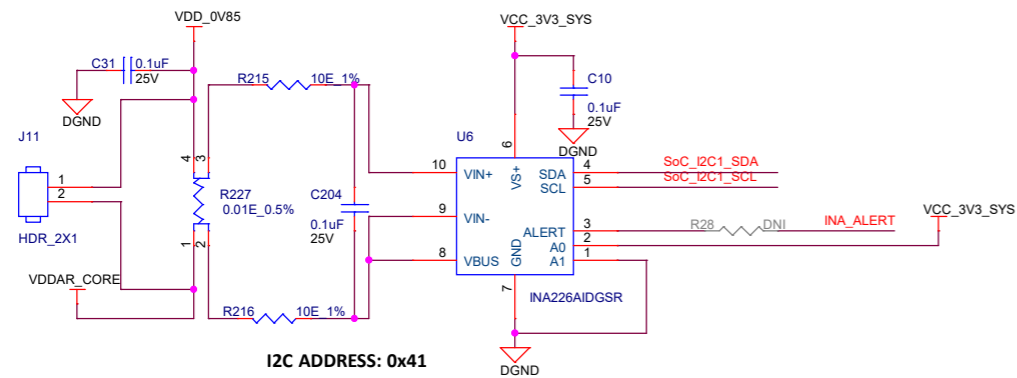 VDD_0V85
VCC_3V3_SYS
C31
0.1uF
25V
DGND
R215
10E_1%
C10
0.1uF
25V
DGND
J11
1
2
HDR_2X1
4
3
R227
0.01E_0.5%
1
2
C204
0.1uF
25V
U6
6
10
VIN+
VS+
SDA
4
SoC_I2C1_SDA
SCL
5
SoC_I2C1_SCL
9
VIN-
ALERT
3
R28
DNI
INA_ALERT
VCC_3V3_SYS
A0
2
8
VBUS
GND
A1
1
7
INA226AIDGSR
VDDAR_CORE
R216
10E_1%
I2C ADDRESS: 0x41
DGND